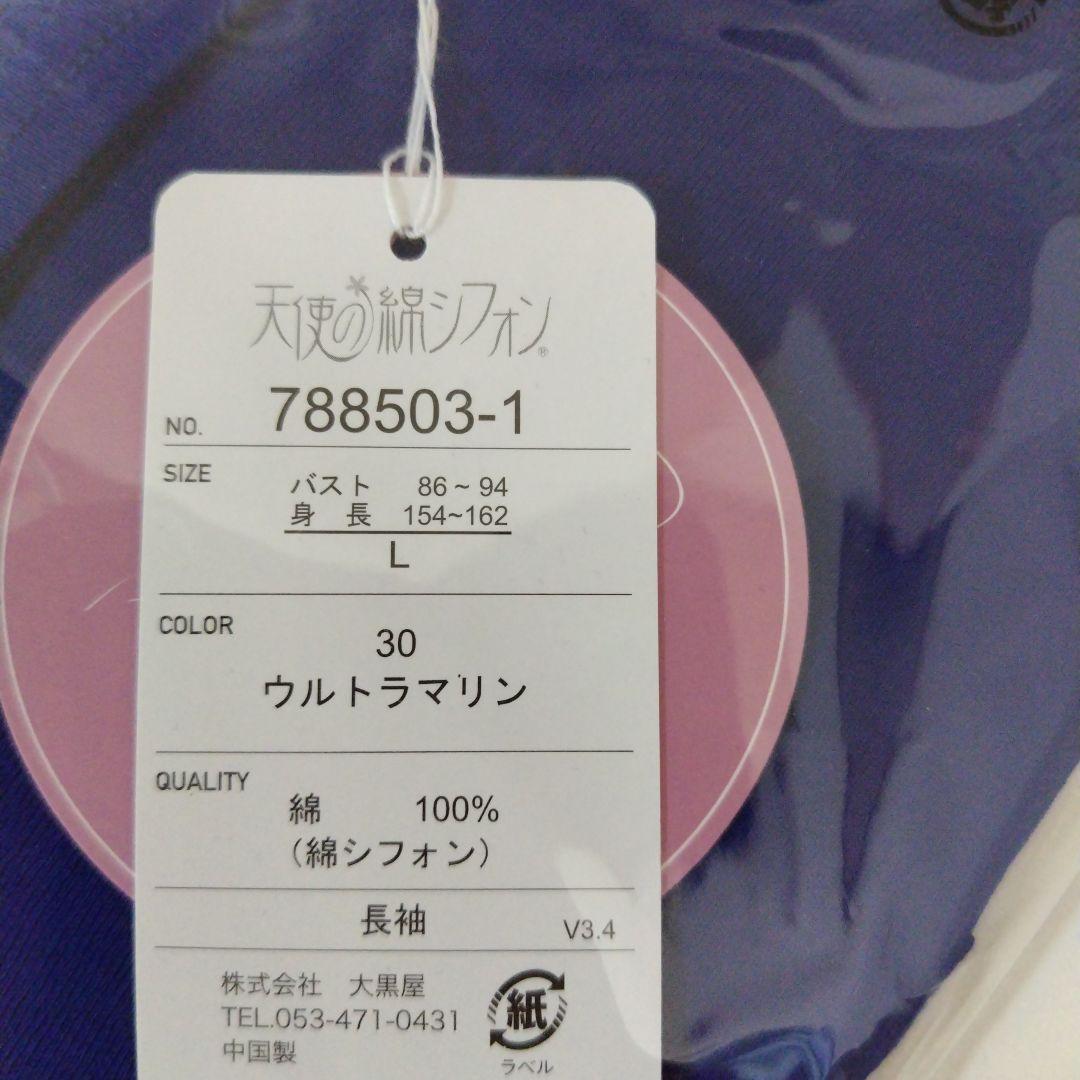 天使の綿シフォン®
NO. 788503-1
SIZE
バスト 86~94
身長 154~162
L
COLOR
30
ウルトラマリン
QUALITY
綿 100%
(綿シフォン)
長袖 V3.4
株式会社 大黒屋
TEL.053-471-0431
中国製
紙
ラベル